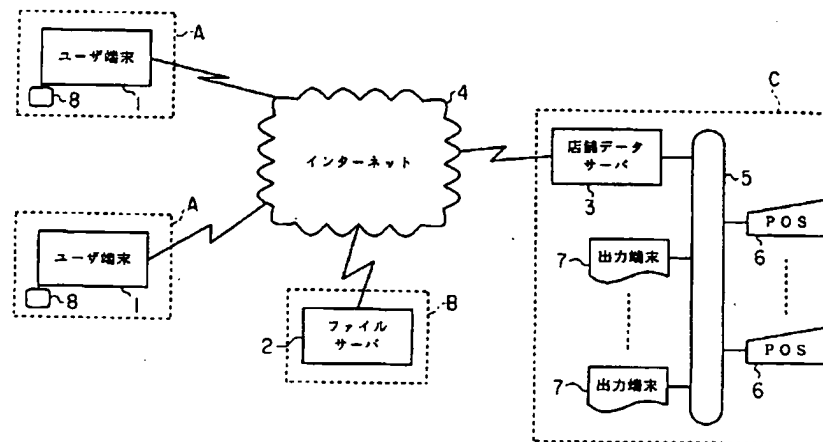 A
ユーザ端末
8
1
A
ユーザ端末
8
1
4
インターネット
B
2
ファイル
サーバ
C
店舗データ
サーバ
3
5
POS
6
7
出力端末
POS
6
7
出力端末